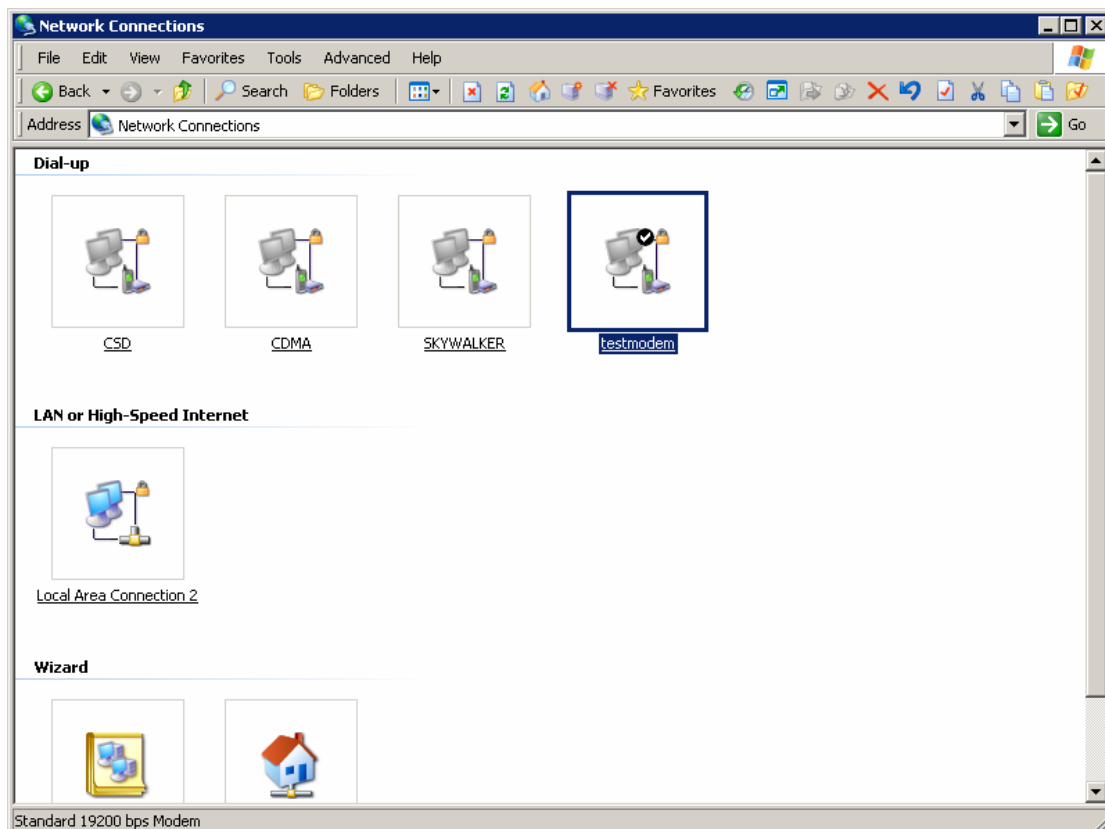 Network Connections
File Edit View Favorites Tools Advanced Help
Back Search Folders Favorites
Address Network Connections Go
Dial-up
CSD CDMA SKYWALKER testmodem
LAN or High-Speed Internet
Local Area Connection 2
Wizard
Standard 19200 bps Modem